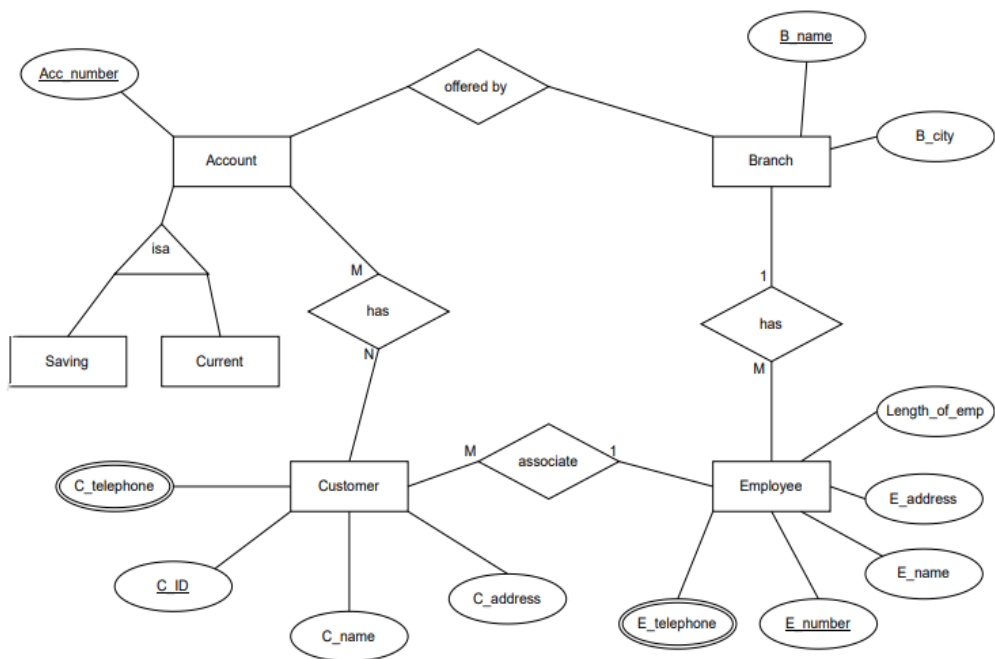 B_name
Acc_number
offered by
B_city
Account
Branch
isa
M
1
has
has
N
M
Saving
Current
Length_of_emp
M
1
associate
C_telephone
Customer
Employee
E_address
E_name
C_ID
C_address
C_name
E_telephone
E_number